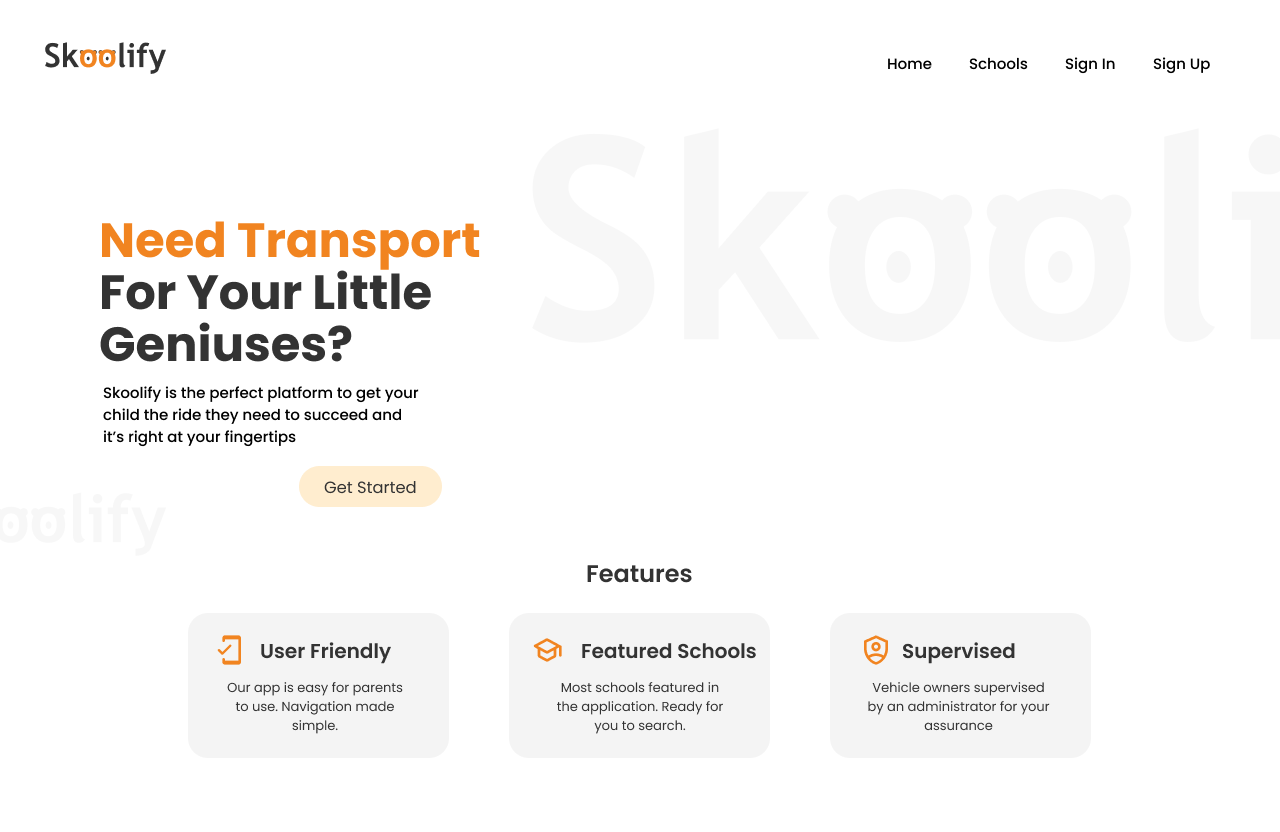 Skoolify
Home Schools Sign In Sign Up
Skooli
Need Transport
For Your Little
Geniuses?
Skoolify is the perfect platform to get your
child the ride they need to succeed and
it’s right at your fingertips
Get Started
oolify
Features
User Friendly
Our app is easy for parents
to use. Navigation made
simple.
Featured Schools
Most schools featured in
the application. Ready for
you to search.
Supervised
Vehicle owners supervised
by an administrator for your
assurance